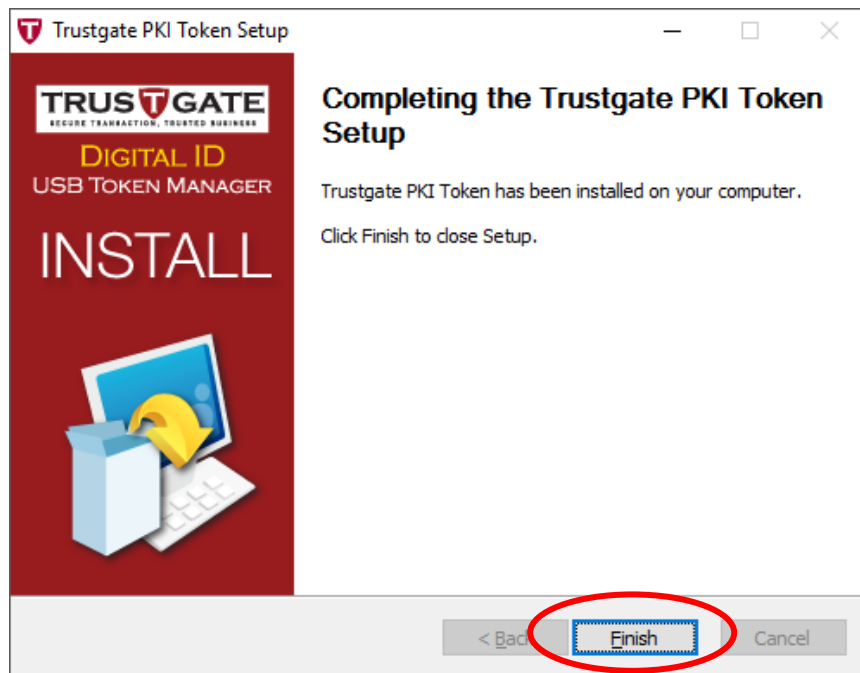 Trustgate PKI Token Setup
TRUSTGATE
SECURE TRANSACTION, TRUSTED BUSINESS
DIGITAL ID
USB TOKEN MANAGER
INSTALL
Completing the Trustgate PKI Token
Setup
Trustgate PKI Token has been installed on your computer.
Click Finish to close Setup.
< Back Finish Cancel